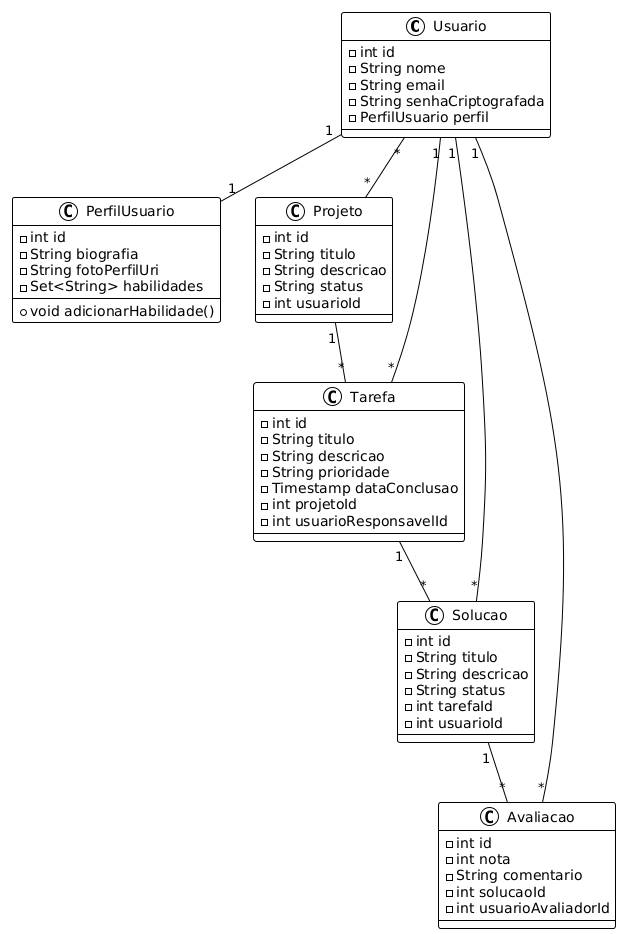 C Usuario
int id
String nome
String email
String senhaCriptografada
PerfilUsuario perfil
1
*
1
1
1
1
*
C PerfilUsuario
int id
String biografia
String fotoPerfilUri
Set<String> habilidades
void adicionarHabilidade()
C Projeto
int id
String titulo
String descricao
String status
int usuarioId
1
*
*
C Tarefa
int id
String titulo
String descricao
String prioridade
Timestamp dataConclusao
int projetoId
int usuarioResponsavelId
1
*
*
C Solucao
int id
String titulo
String descricao
String status
int tarefaId
int usuarioId
1
*
*
C Avaliacao
int id
int nota
String comentario
int solucaoId
int usuarioAvaliadorId